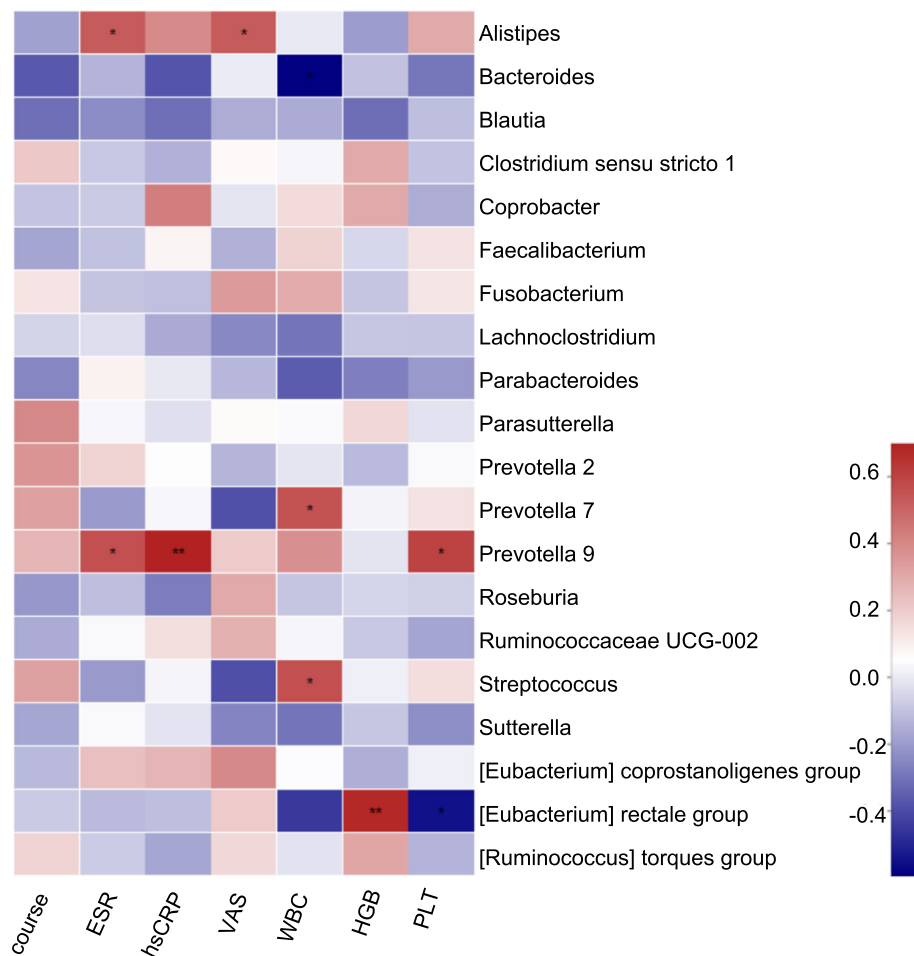 * * Alistipes
* Bacteroides
Blautia
Clostridium sensu stricto 1
Coprobacter
Faecalibacterium
Fusobacterium
Lachnoclostridium
Parabacteroides
Parasutterella
Prevotella 2
* Prevotella 7
* ** * Prevotella 9
Roseburia
Ruminococcaceae UCG-002
* Streptococcus
Sutterella
[Eubacterium] coprostanoligenes group
** * [Eubacterium] rectale group
[Ruminococcus] torques group
course ESR hsCRP VAS WBC HGB PLT
0.6
0.4
0.2
0.0
-0.2
-0.4